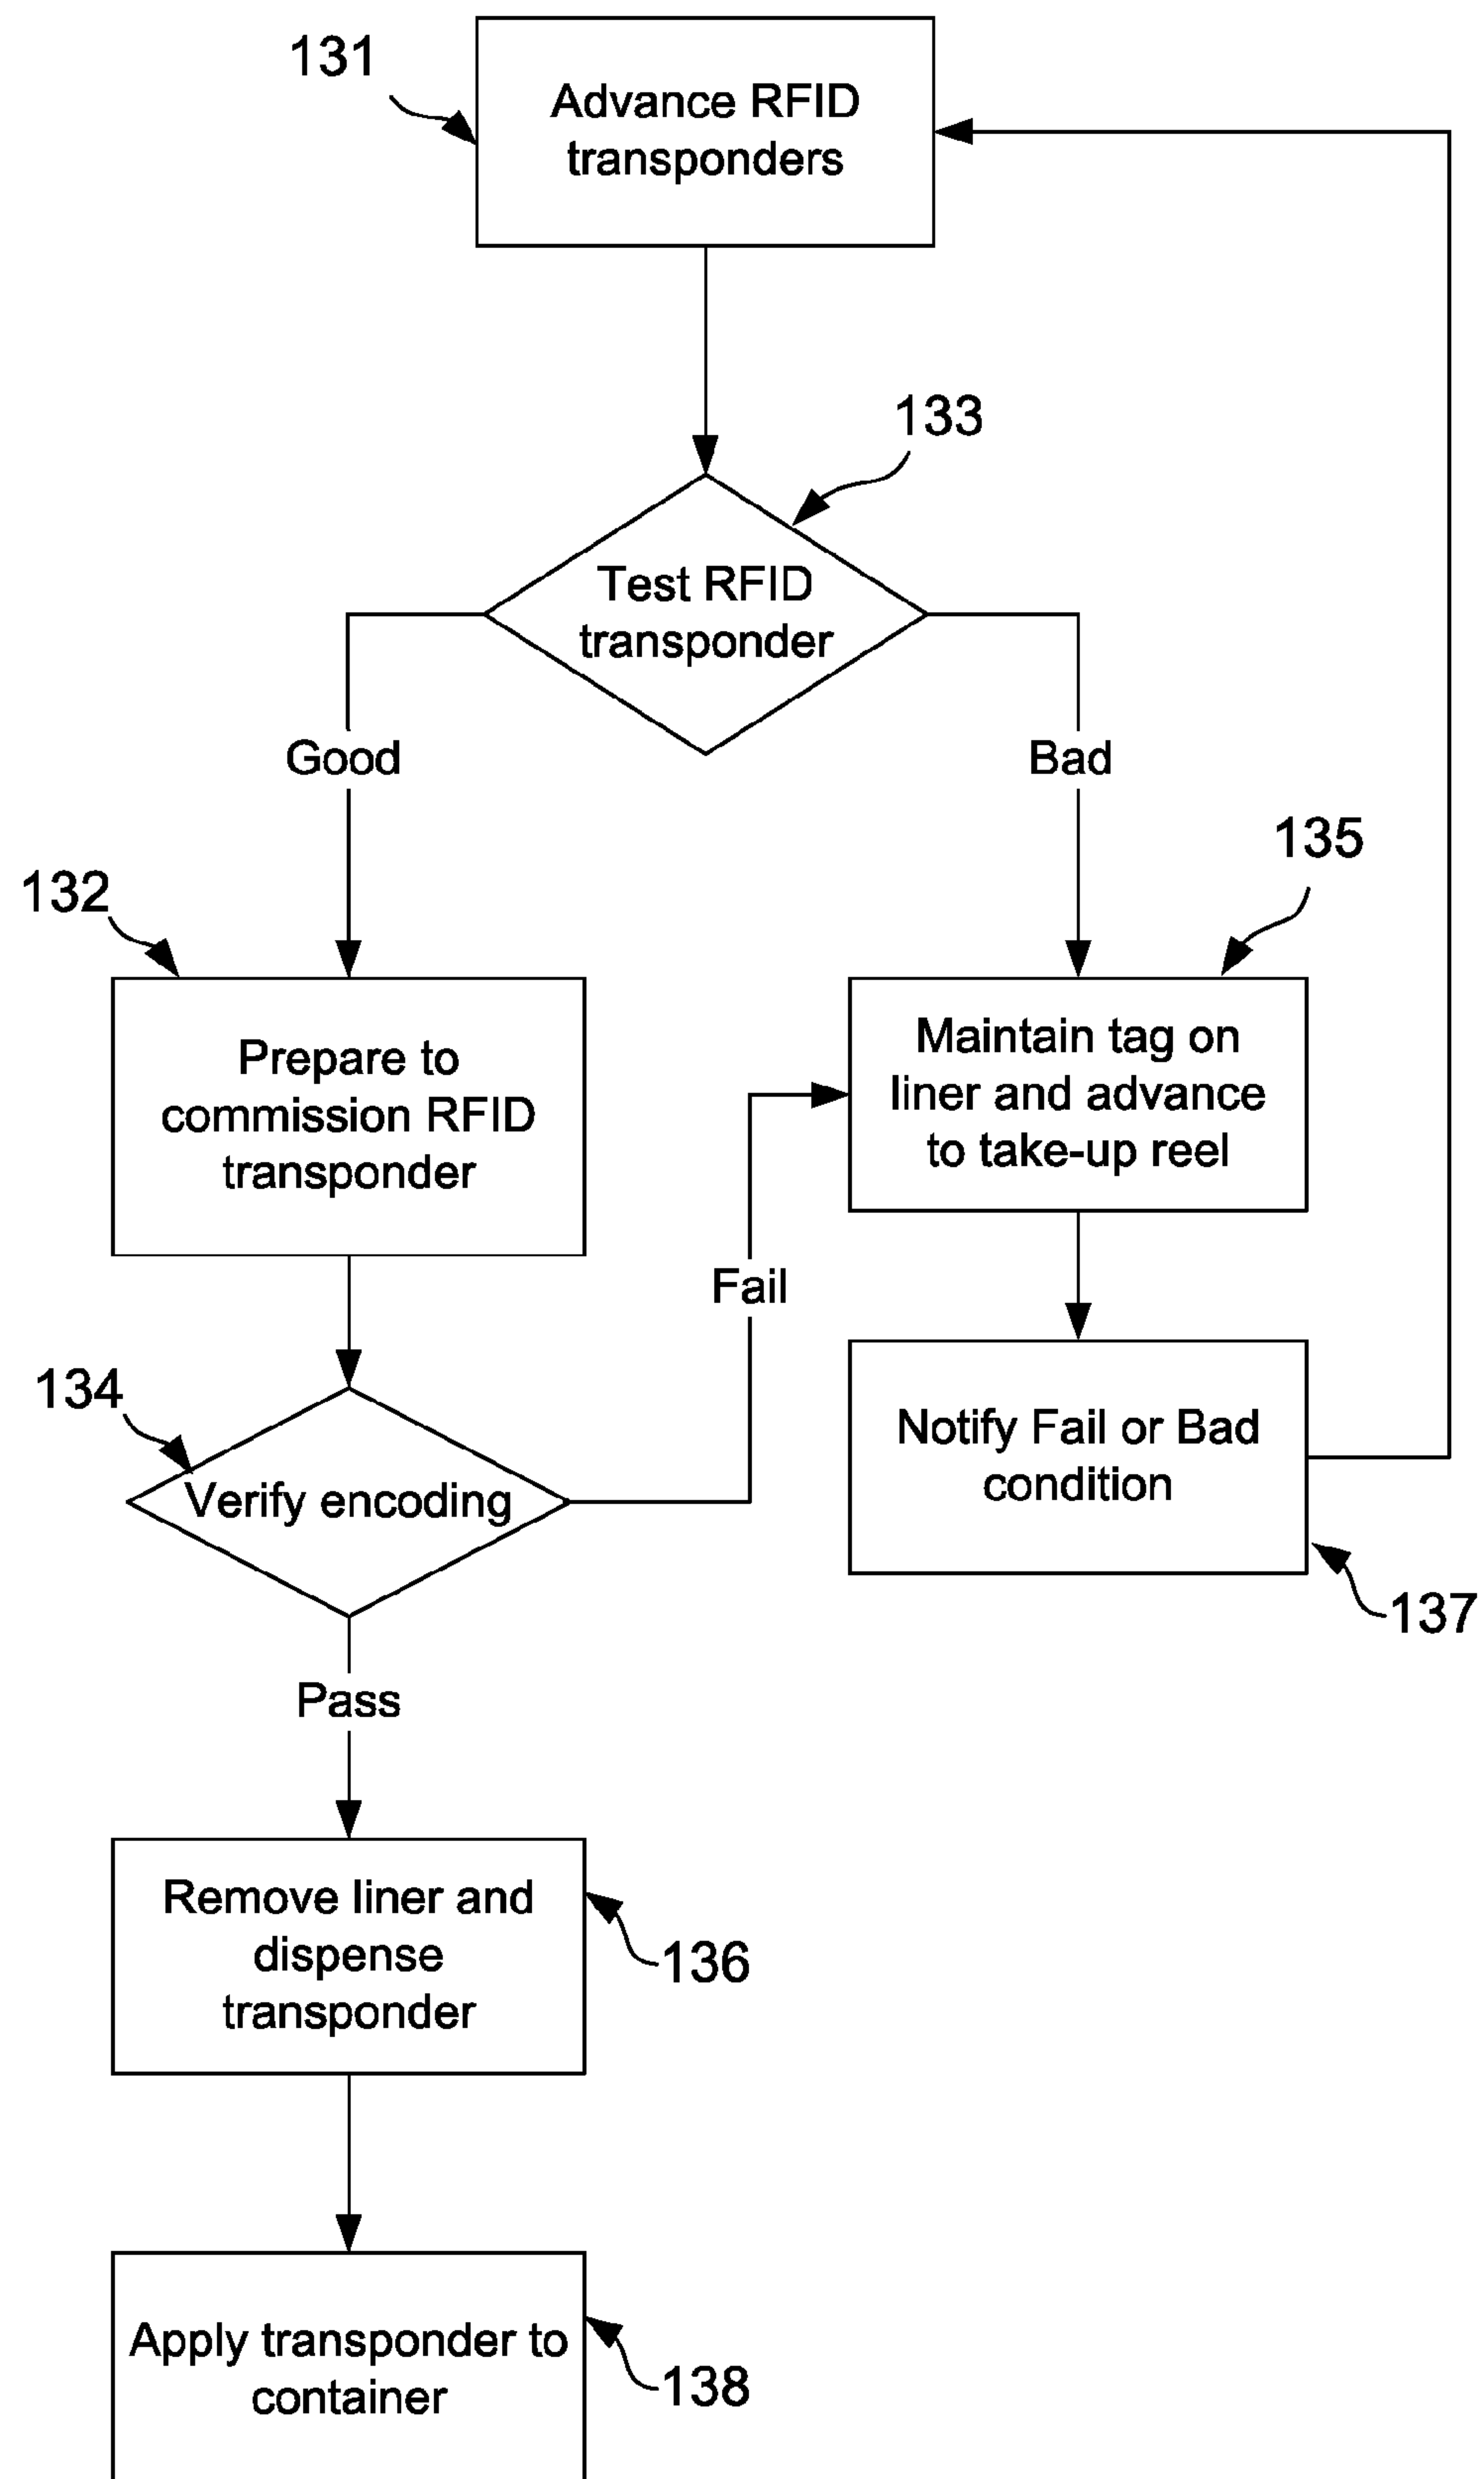 131
Advance RFID
transponders
133
Test RFID
transponder
Good
Bad
135
132
Prepare to
commission RFID
transponder
Maintain tag on
liner and advance
to take-up reel
Fail
134
Verify encoding
Notify Fail or Bad
condition
137
Pass
Remove liner and
dispense
transponder
136
Apply transponder to
container
138